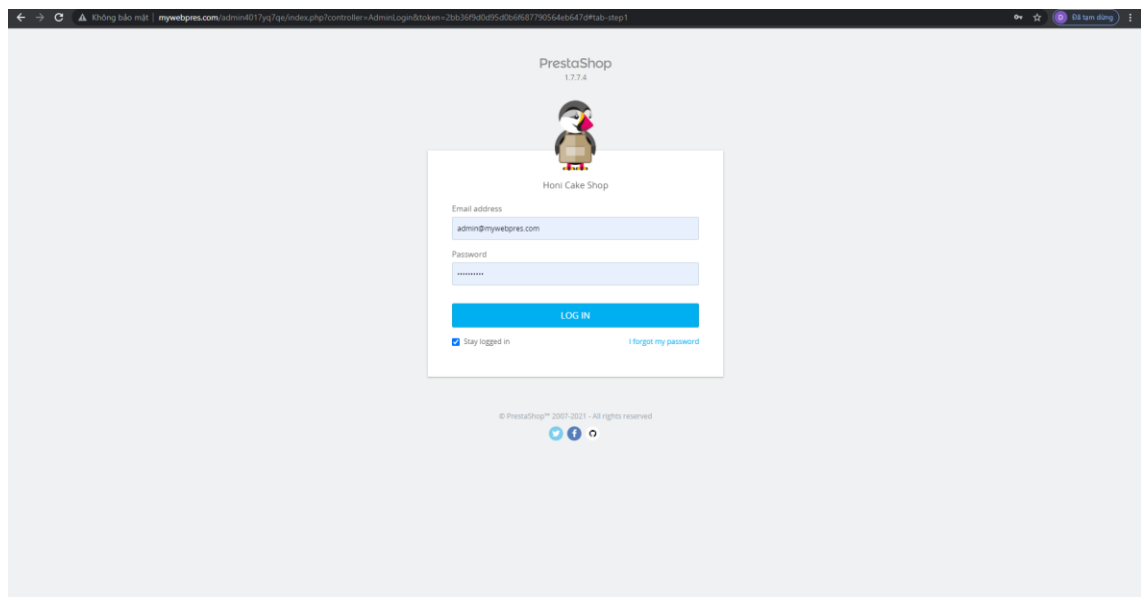 Không bảo mật | mywebpres.com/admin4017yq7qe/index.php?controller=AdminLogin&token=2bb36f9d0d95d0b6f687790564eb647d#tab-step1
D Đã tạm dừng
PrestaShop
1.7.7.4
Honi Cake Shop
Email address
admin@mywebpres.com
Password
••••••••••
LOG IN
Stay logged in I forgot my password
© PrestaShop™ 2007-2021 - All rights reserved